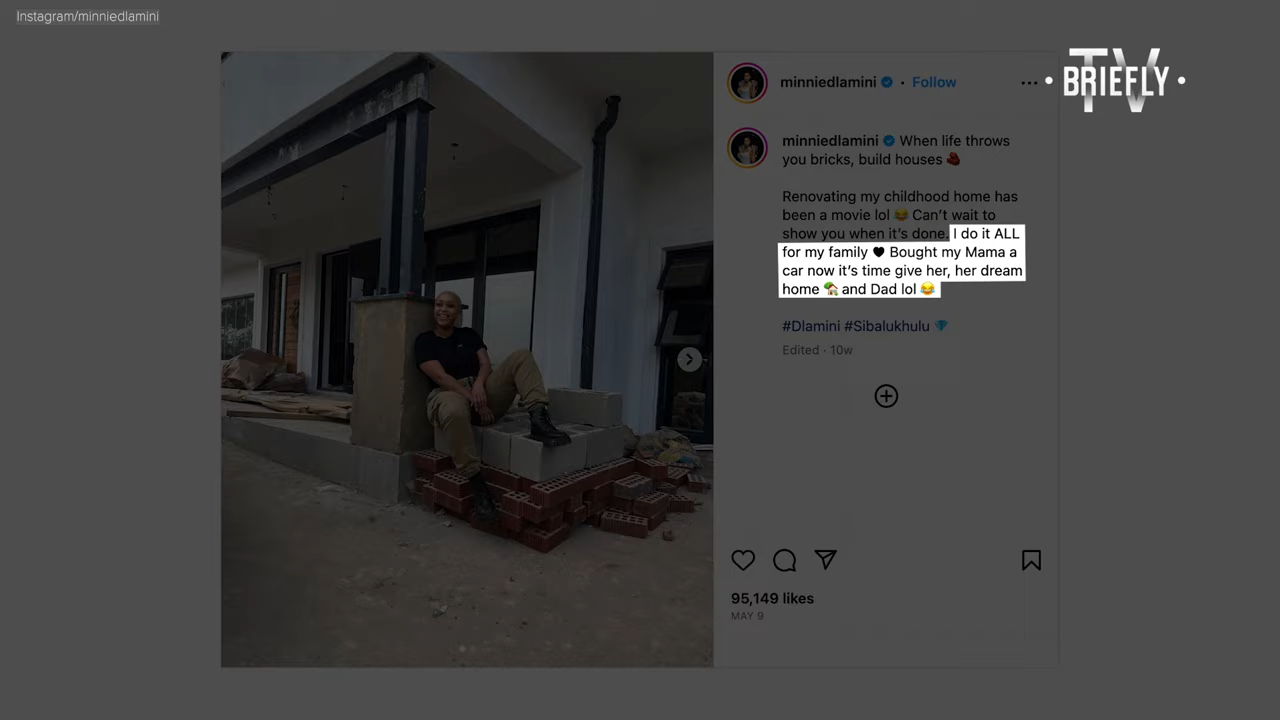 Instagram/minniedlamini
TV
• BRIEFLY •
minniedlamini • Follow
minniedlamini When life throws
you bricks, build houses
Renovating my childhood home has
been a movie lol 😂 Can't wait to
show you when it's done. I do it ALL
for my family 🖤 Bought my Mama a
car now it's time give her, her dream
home 🏡 and Dad lol 😂
#Dlamini #Sibalukhulu 💎
Edited · 10w
95,149 likes
MAY 9